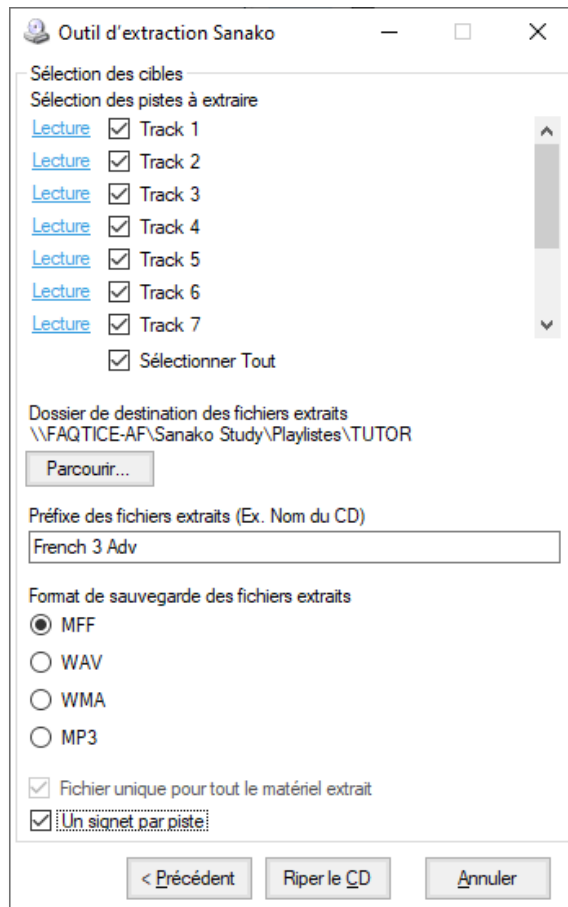 Outil d'extraction Sanako
Sélection des cibles
Sélection des pistes à extraire
Lecture Track 1
Lecture Track 2
Lecture Track 3
Lecture Track 4
Lecture Track 5
Lecture Track 6
Lecture Track 7
Sélectionner Tout
Dossier de destination des fichiers extraits
\\FAQTICE-AF\Sanako Study\Playlistes\TUTOR
Parcourir...
Préfixe des fichiers extraits (Ex. Nom du CD)
French 3 Adv
Format de sauvegarde des fichiers extraits
MFF
WAV
WMA
MP3
Fichier unique pour tout le matériel extrait
Un signet par piste
< Précédent Riper le CD Annuler